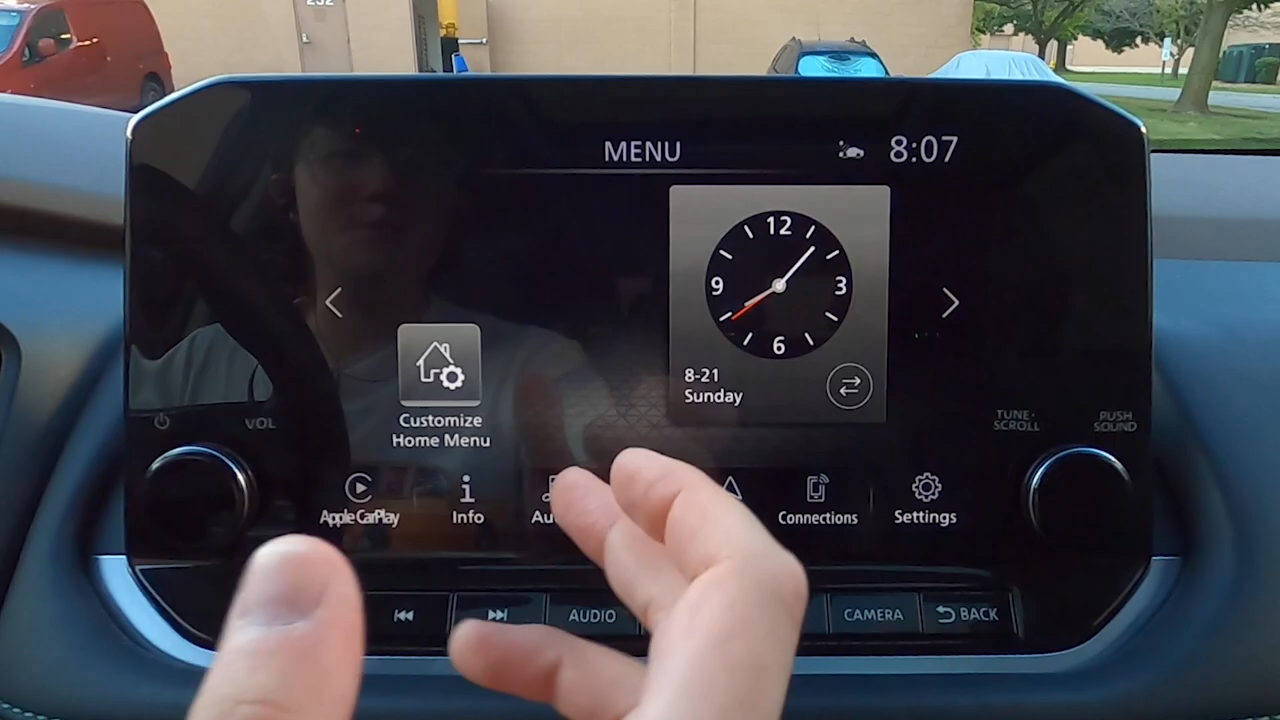 232
MENU
8:07
12
9
3
6
8-21
Sunday
Customize
Home Menu
VOL
TUNE·
SCROLL
PUSH
SOUND
Apple CarPlay
Info
Connections
Settings
AUDIO
CAMERA
BACK